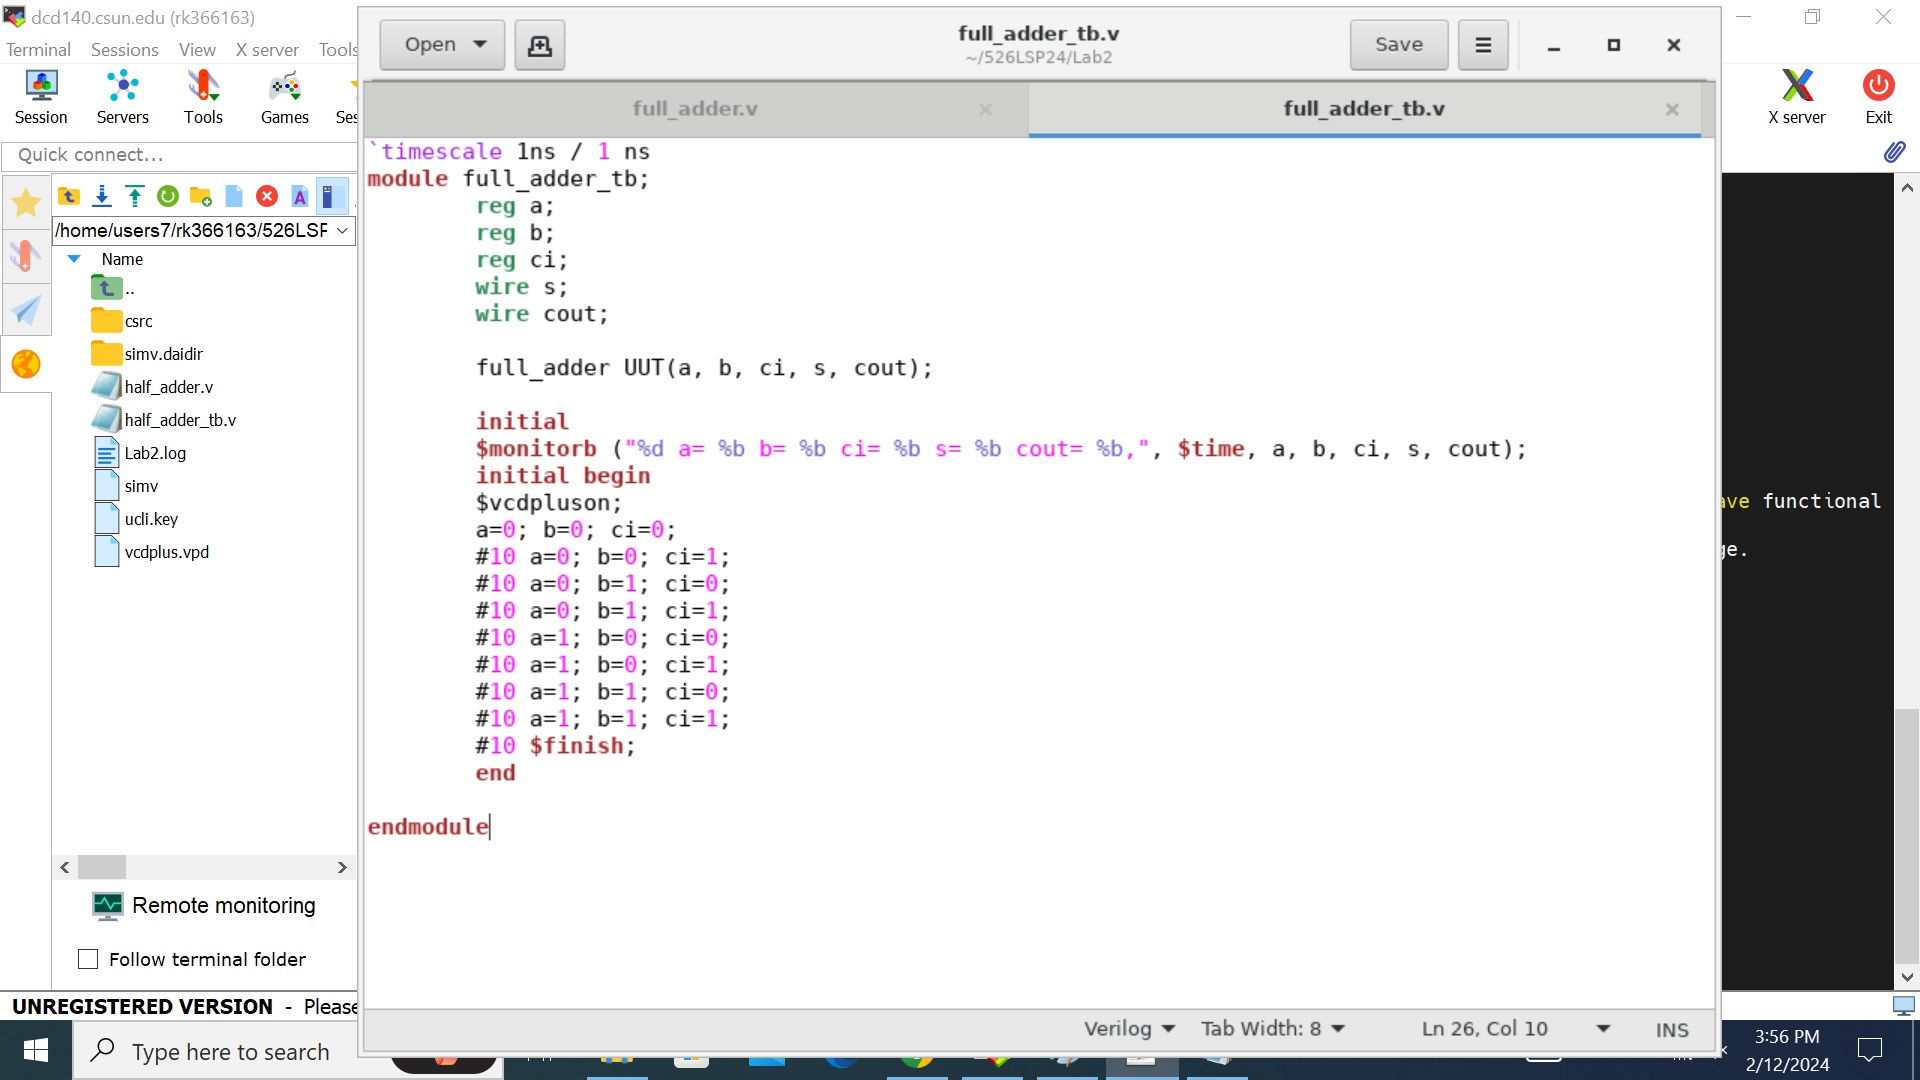 dcd140.csun.edu (rk366163)
Terminal Sessions View X server Tools
Session Servers Tools Games Ses
Quick connect...
/home/users7/rk366163/526LSF
Name
..
csrc
simv.daidir
half_adder.v
half_adder_tb.v
Lab2.log
simv
ucli.key
vcdplus.vpd
Remote monitoring
Follow terminal folder
UNREGISTERED VERSION - Please
Open
full_adder_tb.v
~/526LSP24/Lab2
Save
full_adder.v
full_adder_tb.v
`timescale 1ns / 1 ns
module full_adder_tb;
reg a;
reg b;
reg ci;
wire s;
wire cout;
full_adder UUT(a, b, ci, s, cout);
initial
$monitorb ("%d a= %b b= %b ci= %b s= %b cout= %b,", $time, a, b, ci, s, cout);
initial begin
$vcdpluson;
a=0; b=0; ci=0;
#10 a=0; b=0; ci=1;
#10 a=0; b=1; ci=0;
#10 a=0; b=1; ci=1;
#10 a=1; b=0; ci=0;
#10 a=1; b=0; ci=1;
#10 a=1; b=1; ci=0;
#10 a=1; b=1; ci=1;
#10 $finish;
end
endmodule
Verilog Tab Width: 8 Ln 26, Col 10 INS
X server Exit
ave functional
ge.
Type here to search
3:56 PM
2/12/2024